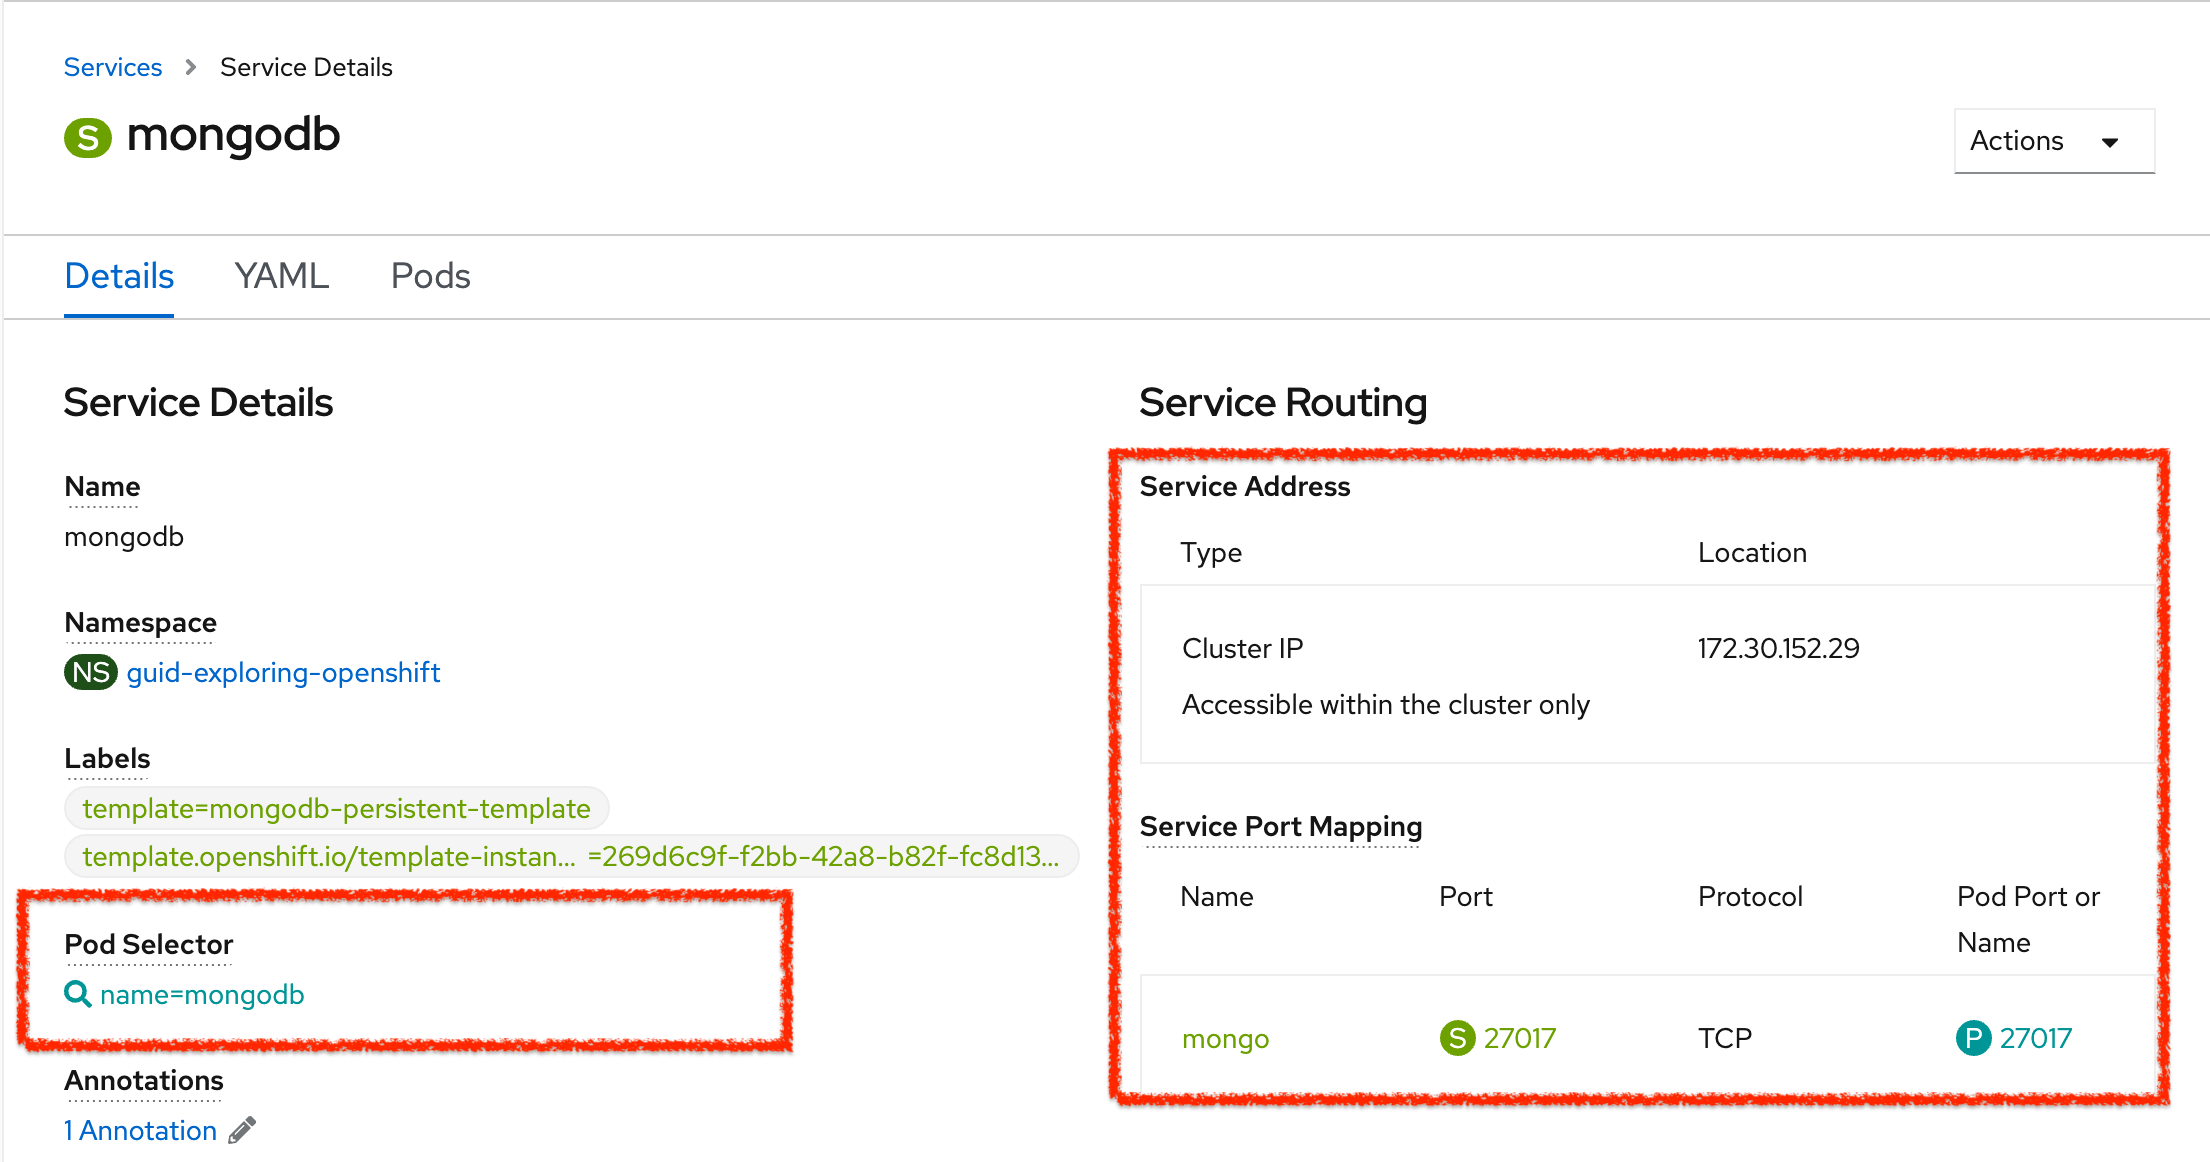 Services > Service Details
S mongodb
Actions
Details YAML Pods
Service Details
Name
mongodb
Namespace
NS guid-exploring-openshift
Labels
template=mongodb-persistent-template
template.openshift.io/template-instan... =269d6c9f-f2bb-42a8-b82f-fc8d13...
Pod Selector
name=mongodb
Annotations
1 Annotation
Service Routing
Service Address
Type Location
Cluster IP 172.30.152.29
Accessible within the cluster only
Service Port Mapping
Name Port Protocol Pod Port or
Name
mongo S 27017 TCP P 27017